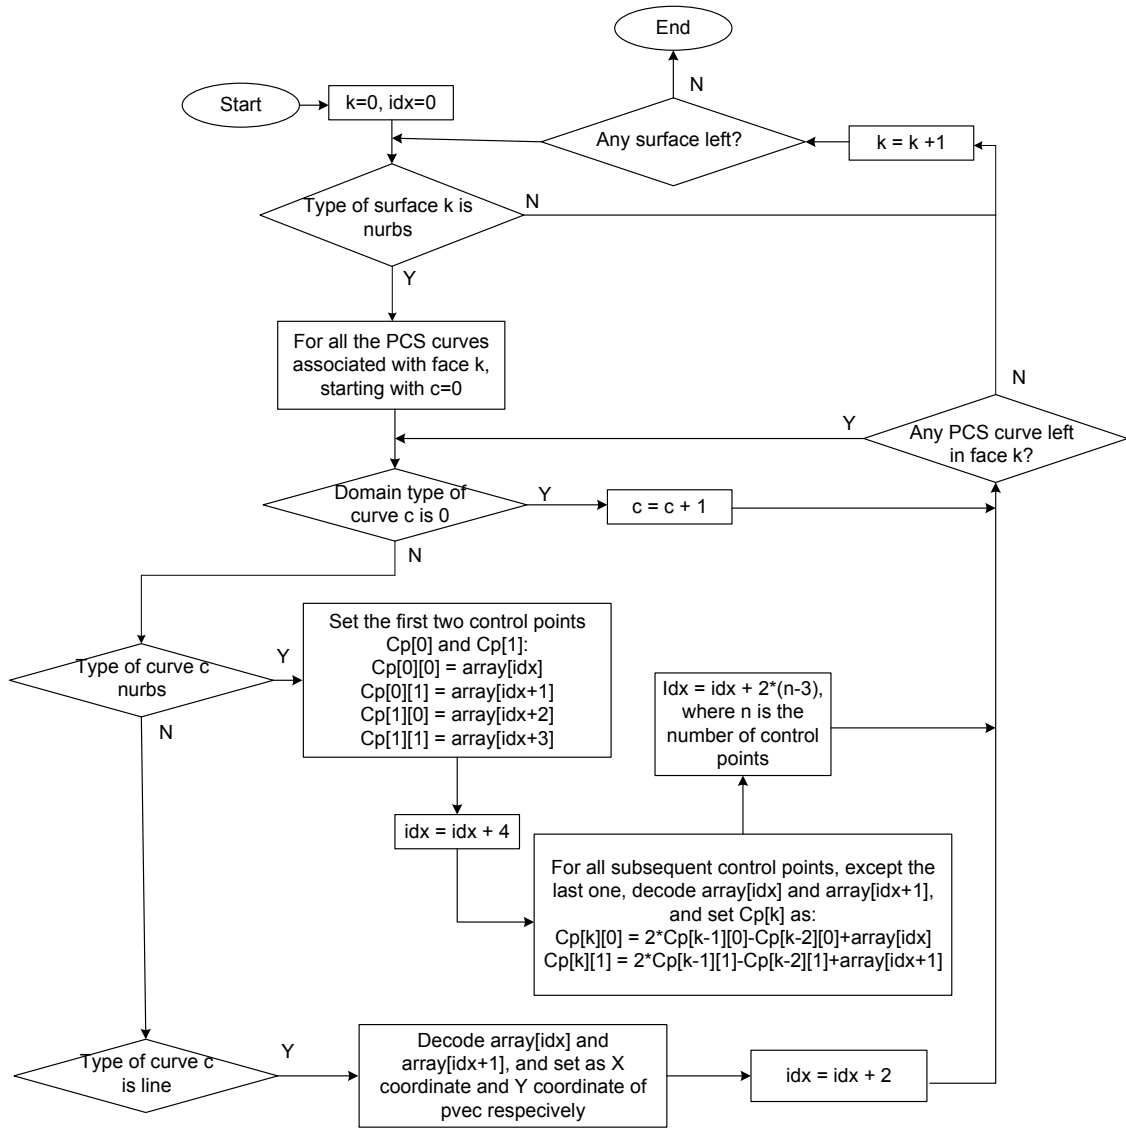 End
Start
k=0, idx=0
N
Any surface left?
k = k +1
Type of surface k is
nurbs
N
Y
For all the PCS curves
associated with face k,
starting with c=0
N
Y
Any PCS curve left
in face k?
Domain type of
curve c is 0
Y
c = c + 1
N
Type of curve c
nurbs
Y
N
Set the first two control points
Cp[0] and Cp[1]:
Cp[0][0] = array[idx]
Cp[0][1] = array[idx+1]
Cp[1][0] = array[idx+2]
Cp[1][1] = array[idx+3]
Idx = idx + 2*(n-3),
where n is the
number of control
points
idx = idx + 4
For all subsequent control points, except the
last one, decode array[idx] and array[idx+1],
and set Cp[k] as:
Cp[k][0] = 2*Cp[k-1][0]-Cp[k-2][0]+array[idx]
Cp[k][1] = 2*Cp[k-1][1]-Cp[k-2][1]+array[idx+1]
Type of curve c
is line
Y
Decode array[idx] and
array[idx+1], and set as X
coordinate and Y coordinate of
pvec respecively
idx = idx + 2